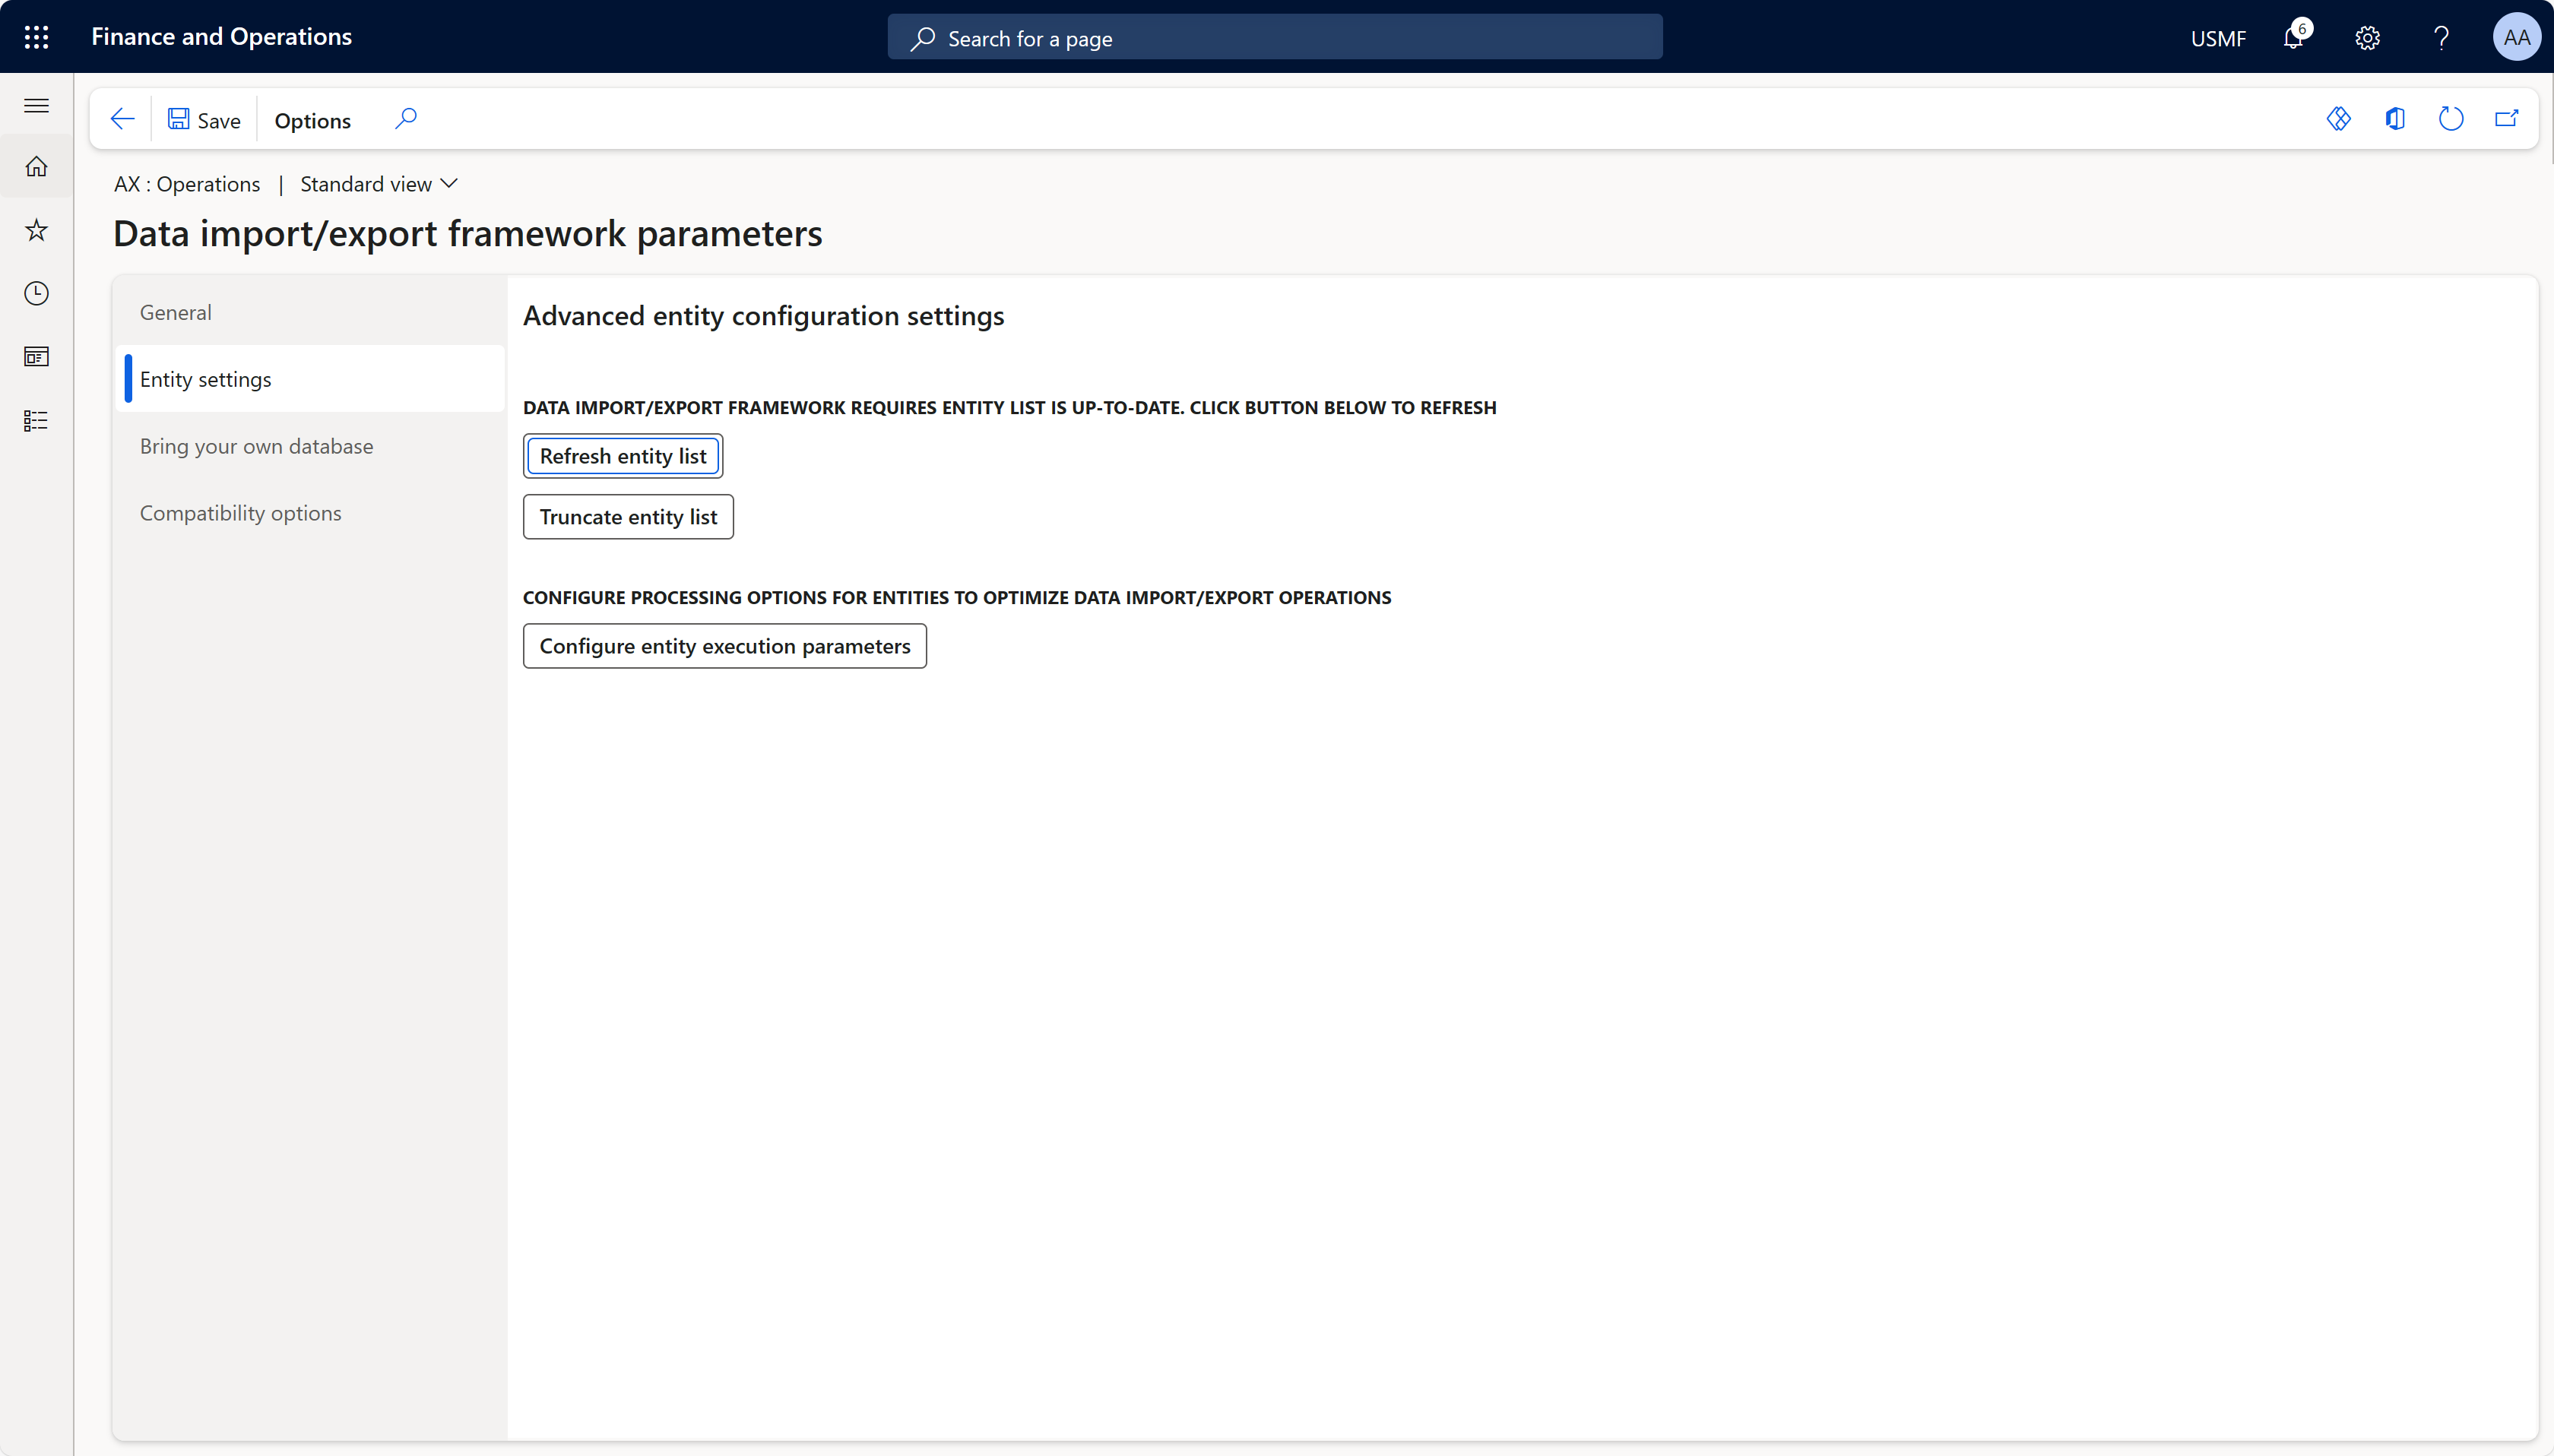 Finance and Operations
Search for a page
USMF
6
AA
Save
Options
AX : Operations | Standard view
Data import/export framework parameters
General
Entity settings
Bring your own database
Compatibility options
Advanced entity configuration settings
DATA IMPORT/EXPORT FRAMEWORK REQUIRES ENTITY LIST IS UP-TO-DATE. CLICK BUTTON BELOW TO REFRESH
Refresh entity list
Truncate entity list
CONFIGURE PROCESSING OPTIONS FOR ENTITIES TO OPTIMIZE DATA IMPORT/EXPORT OPERATIONS
Configure entity execution parameters